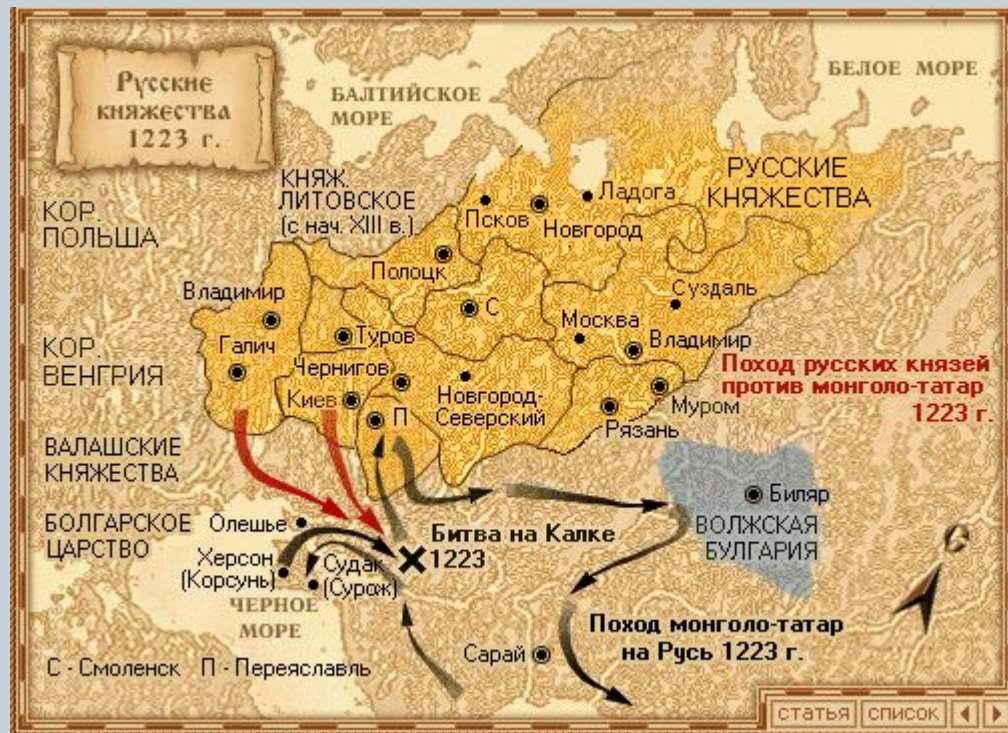 Русские
княжества
1223 г.
БАЛТИЙСКОЕ
МОРЕ
БЕЛОЕ МОРЕ
КНЯЖ.
ЛИТОВСКОЕ
(с нач. XIII в.)
РУССКИЕ
КНЯЖЕСТВА
КОР.
ПОЛЬША
Псков
Новгород
Ладога
Полоцк
Владимир
С
Суздаль
Москва
Владимир
Туров
Галич
КОР.
ВЕНГРИЯ
Чернигов
Киев
П
Новгород-
Северский
Рязань
Муром
Поход русских князей
против монголо-татар
1223 г.
ВАЛАШСКИЕ
КНЯЖЕСТВА
БОЛГАРСКОЕ
ЦАРСТВО
Олешье
Херсон
(Корсунь)
Судак
(Сурож)
Битва на Калке
1223
Биляр
ВОЛЖСКАЯ
БУЛГАРИЯ
ЧЕРНОЕ
МОРЕ
Поход монголо-татар
на Русь 1223 г.
Сарай
С - Смоленск П - Переяславль
статья список